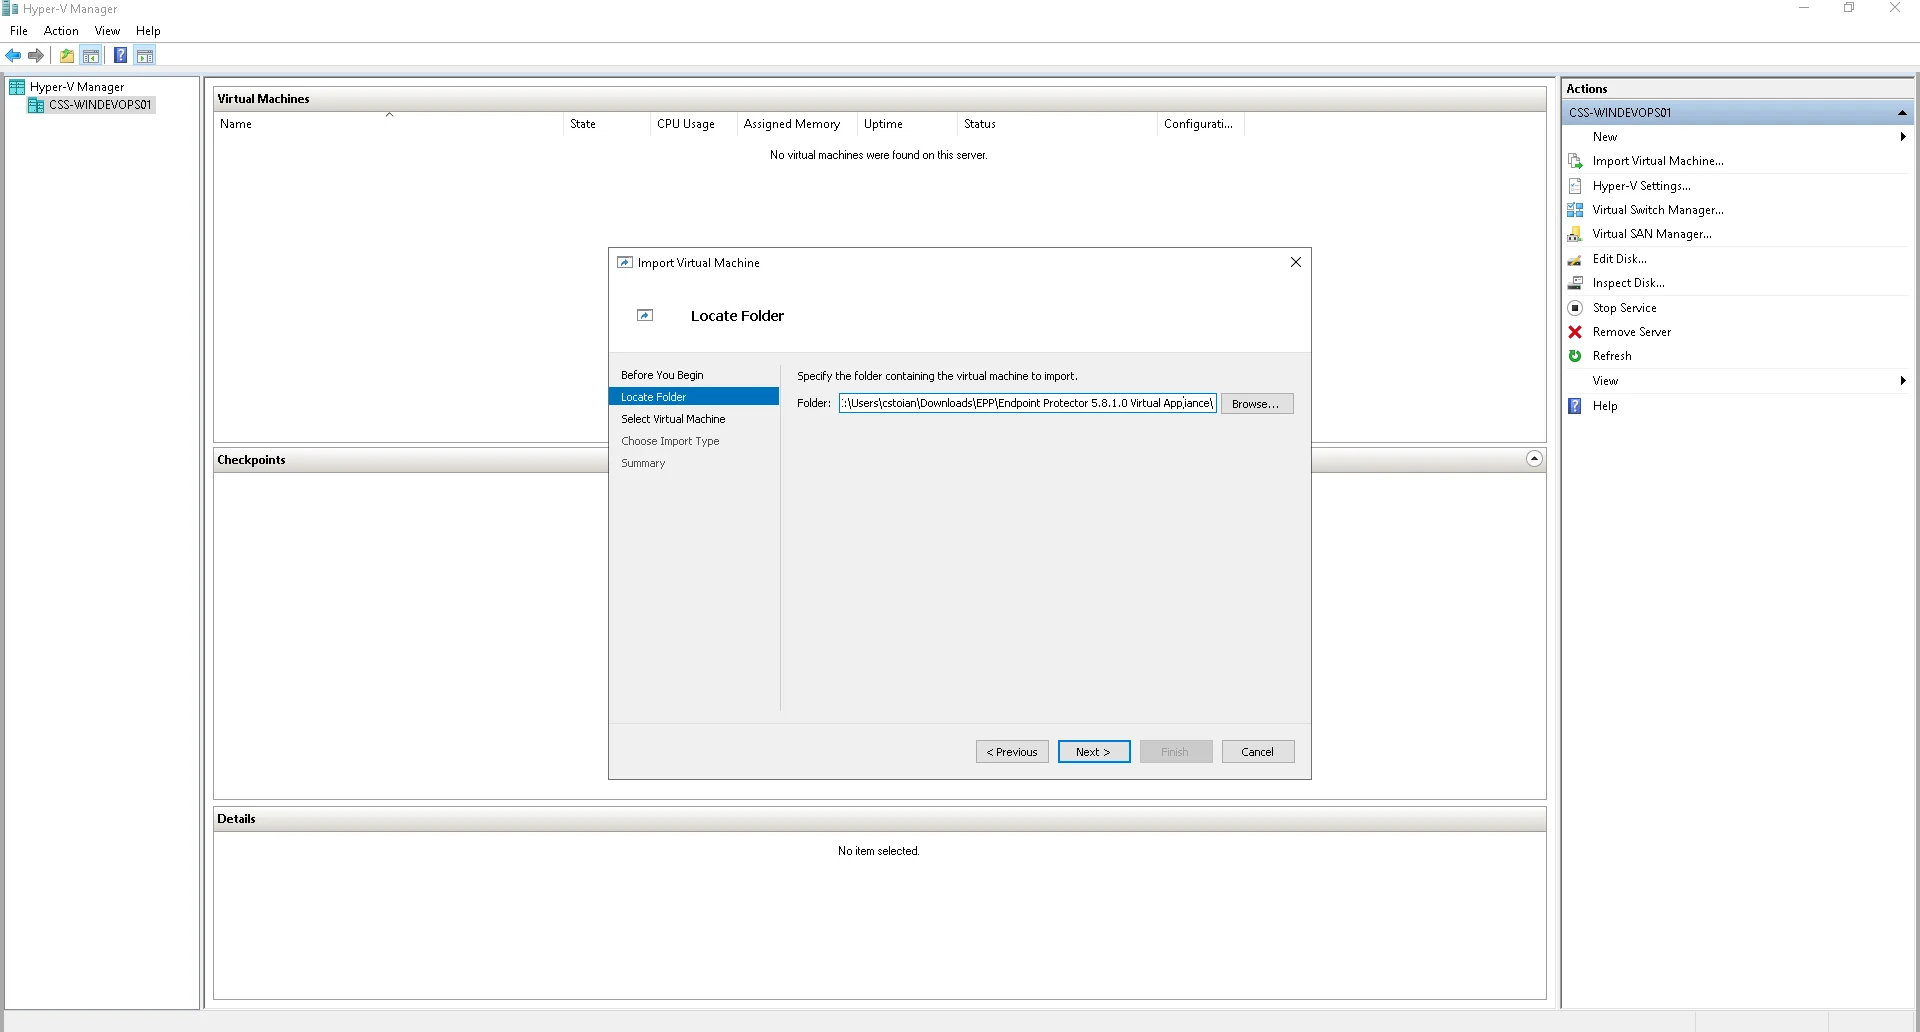 Hyper-V Manager
File Action View Help
Hyper-V Manager
CSS-WINDEVOPS01
Virtual Machines
Name State CPU Usage Assigned Memory Uptime Status Configurati...
No virtual machines were found on this server.
Import Virtual Machine
Locate Folder
Before You Begin
Locate Folder
Select Virtual Machine
Choose Import Type
Summary
Specify the folder containing the virtual machine to import.
Folder: :\Users\cstoian\Downloads\EPP\Endpoint Protector 5.8.1.0 Virtual Appliance\ Browse...
< Previous Next > Finish Cancel
Checkpoints
Details
No item selected.
Actions
CSS-WINDEVOPS01
New
Import Virtual Machine...
Hyper-V Settings...
Virtual Switch Manager...
Virtual SAN Manager...
Edit Disk...
Inspect Disk...
Stop Service
Remove Server
Refresh
View
Help